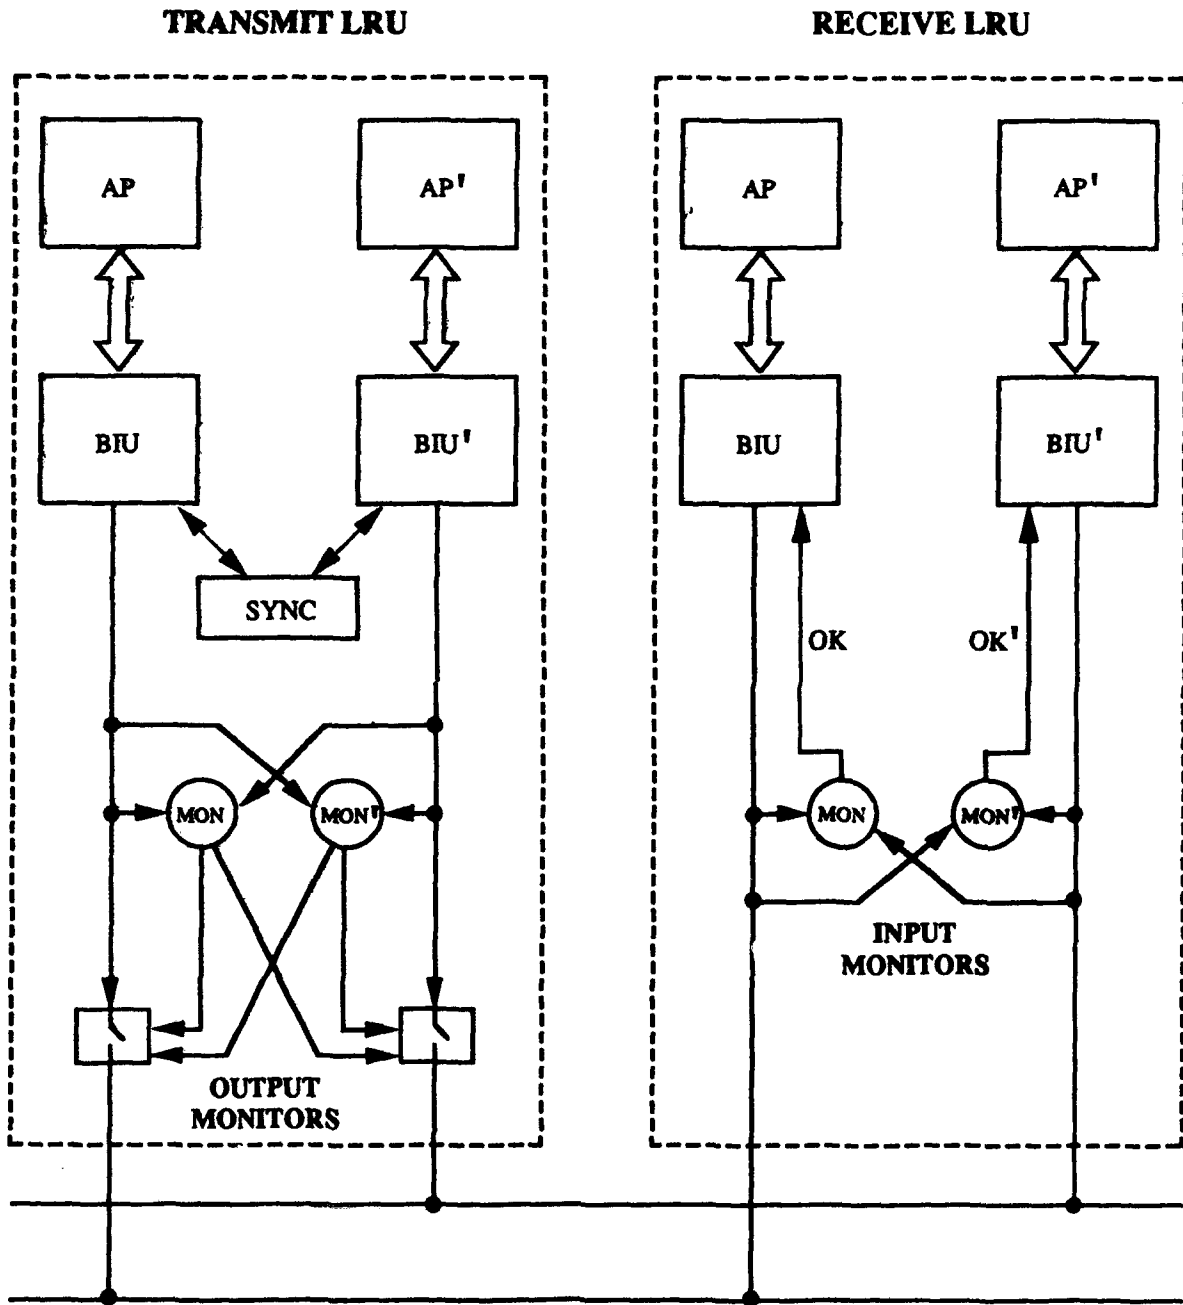 TRANSMIT LRU
RECEIVE LRU
AP
AP'
AP
AP'
BIU
BIU'
BIU
BIU'
SYNC
OK
OK'
MON
MON'
MON
MON'
INPUT
MONITORS
OUTPUT
MONITORS